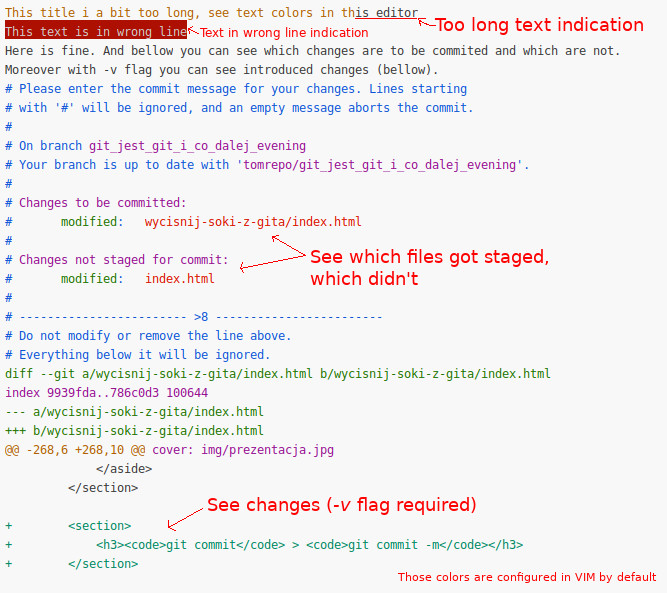 This title i a bit too long, see text colors in this editor
Too long text indication
This text is in wrong line
Text in wrong line indication
Here is fine. And bellow you can see which changes are to be commited and which are not.
Moreover with -v flag you can see introduced changes (bellow).
# Please enter the commit message for your changes. Lines starting
# with '#' will be ignored, and an empty message aborts the commit.
#
# On branch git_jest_git_i_co_dalej_evening
# Your branch is up to date with 'tomrepo/git_jest_git_i_co_dalej_evening'.
#
# Changes to be committed:
#       modified:   wycisnij-soki-z-gita/index.html
#
# Changes not staged for commit:
See which files got staged,
#       modified:   index.html
which didn't
#
# ------------------------ >8 ------------------------
# Do not modify or remove the line above.
# Everything below it will be ignored.
diff --git a/wycisnij-soki-z-gita/index.html b/wycisnij-soki-z-gita/index.html
index 9939fda..786c0d3 100644
--- a/wycisnij-soki-z-gita/index.html
+++ b/wycisnij-soki-z-gita/index.html
@@ -268,6 +268,10 @@ cover: img/prezentacja.jpg
             </aside>
         </section>
See changes (-v flag required)
+        <section>
+            <h3><code>git commit</code> > <code>git commit -m</code></h3>
+        </section>
Those colors are configured in VIM by default